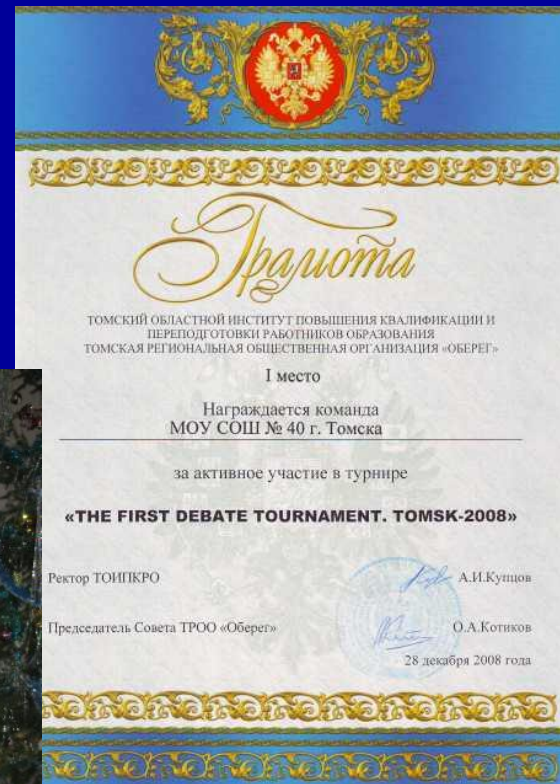 Грамота
ТОМСКИЙ ОБЛАСТНОЙ ИНСТИТУТ ПОВЫШЕНИЯ КВАЛИФИКАЦИИ И
ПЕРЕПОДГОТОВКИ РАБОТНИКОВ ОБРАЗОВАНИЯ
ТОМСКАЯ РЕГИОНАЛЬНАЯ ОБЩЕСТВЕННАЯ ОРГАНИЗАЦИЯ «ОБЕРЕГ»
I место
Награждается команда
МОУ СОШ № 40 г. Томска
за активное участие в турнире
«THE FIRST DEBATE TOURNAMENT. TOMSK-2008»
Ректор ТОИПКРО А.И.Купцов
Председатель Совета ТРОО «Оберег» О.А.Котиков
28 декабря 2008 года